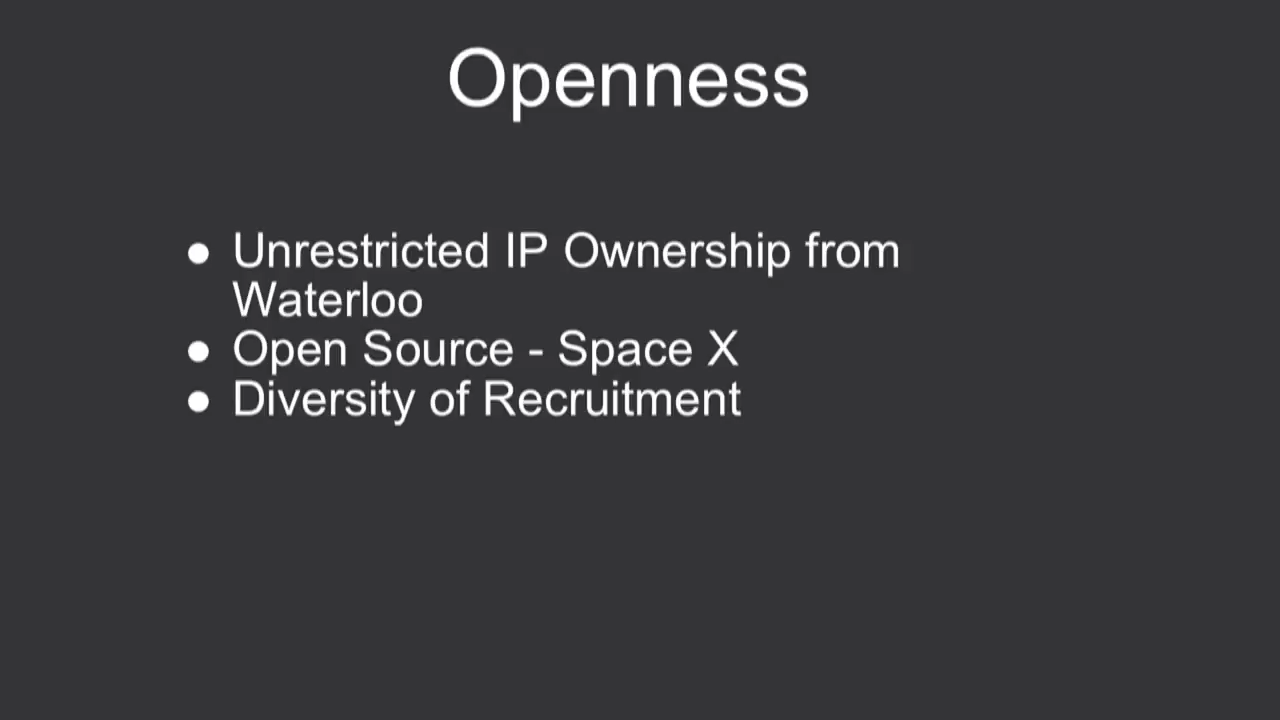 Openness
● Unrestricted IP Ownership from
Waterloo
● Open Source - Space X
● Diversity of Recruitment